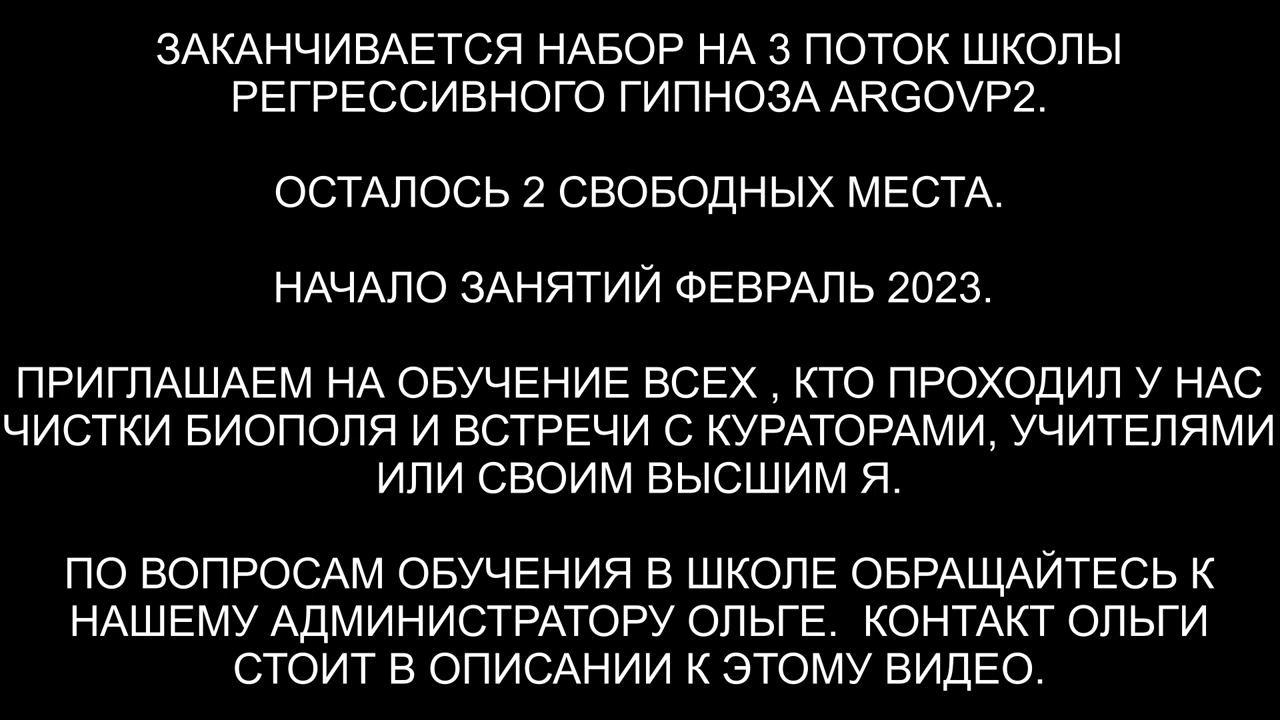 ЗАКАНЧИВАЕТСЯ НАБОР НА 3 ПОТОК ШКОЛЫ
РЕГРЕССИВНОГО ГИПНОЗА ARGOVP2.
ОСТАЛОСЬ 2 СВОБОДНЫХ МЕСТА.
НАЧАЛО ЗАНЯТИЙ ФЕВРАЛЬ 2023.
ПРИГЛАШАЕМ НА ОБУЧЕНИЕ ВСЕХ , КТО ПРОХОДИЛ У НАС
ЧИСТКИ БИОПОЛЯ И ВСТРЕЧИ С КУРАТОРАМИ, УЧИТЕЛЯМИ
ИЛИ СВОИМ ВЫСШИМ Я.
ПО ВОПРОСАМ ОБУЧЕНИЯ В ШКОЛЕ ОБРАЩАЙТЕСЬ К
НАШЕМУ АДМИНИСТРАТОРУ ОЛЬГЕ.  КОНТАКТ ОЛЬГИ
СТОИТ В ОПИСАНИИ К ЭТОМУ ВИДЕО.